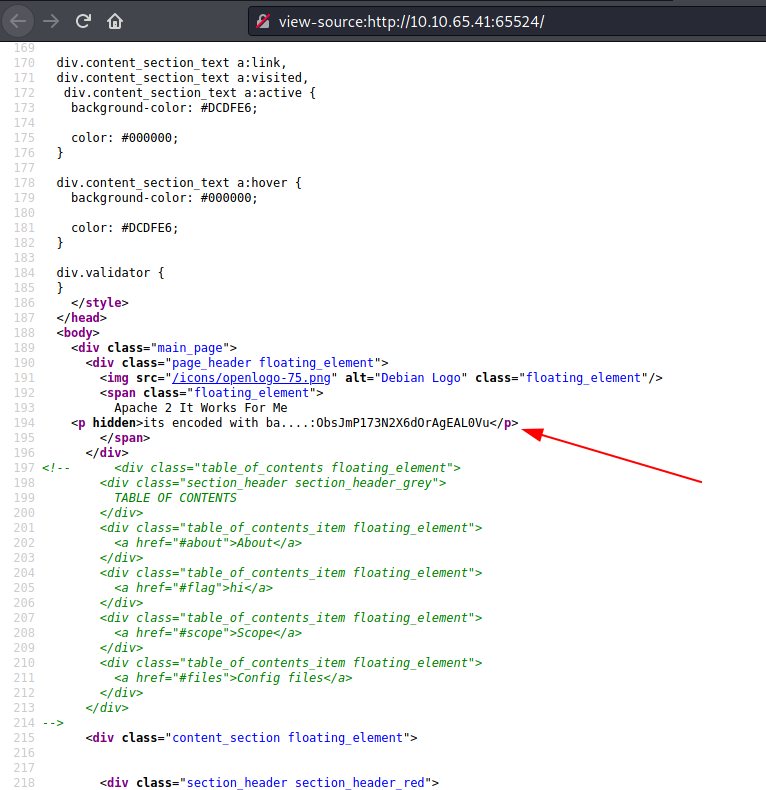 view-source:http://10.10.65.41:65524/
169
170 div.content_section_text a:link,
171 div.content_section_text a:visited,
172 div.content_section_text a:active {
173 background-color: #DCDFE6;
174
175 color: #000000;
176 }
177
178 div.content_section_text a:hover {
179 background-color: #000000;
180
181 color: #DCDFE6;
182 }
183
184 div.validator {
185 }
186 </style>
187 </head>
188 <body>
189 <div class="main_page">
190 <div class="page_header floating_element">
191 <img src="/icons/openlogo-75.png" alt="Debian Logo" class="floating_element"/>
192 <span class="floating_element">
193 Apache 2 It Works For Me
194 <p hidden>its encoded with ba....:ObsJmP173N2X6dOrAgEAL0Vu</p>
195 </span>
196 </div>
197 <!-- <div class="table_of_contents floating_element">
198 <div class="section_header section_header_grey">
199 TABLE OF CONTENTS
200 </div>
201 <div class="table_of_contents_item floating_element">
202 <a href="#about">About</a>
203 </div>
204 <div class="table_of_contents_item floating_element">
205 <a href="#flag">hi</a>
206 </div>
207 <div class="table_of_contents_item floating_element">
208 <a href="#scope">Scope</a>
209 </div>
210 <div class="table_of_contents_item floating_element">
211 <a href="#files">Config files</a>
212 </div>
213 </div>
214 -->
215 <div class="content_section floating_element">
216
217
218 <div class="section_header section_header_red">